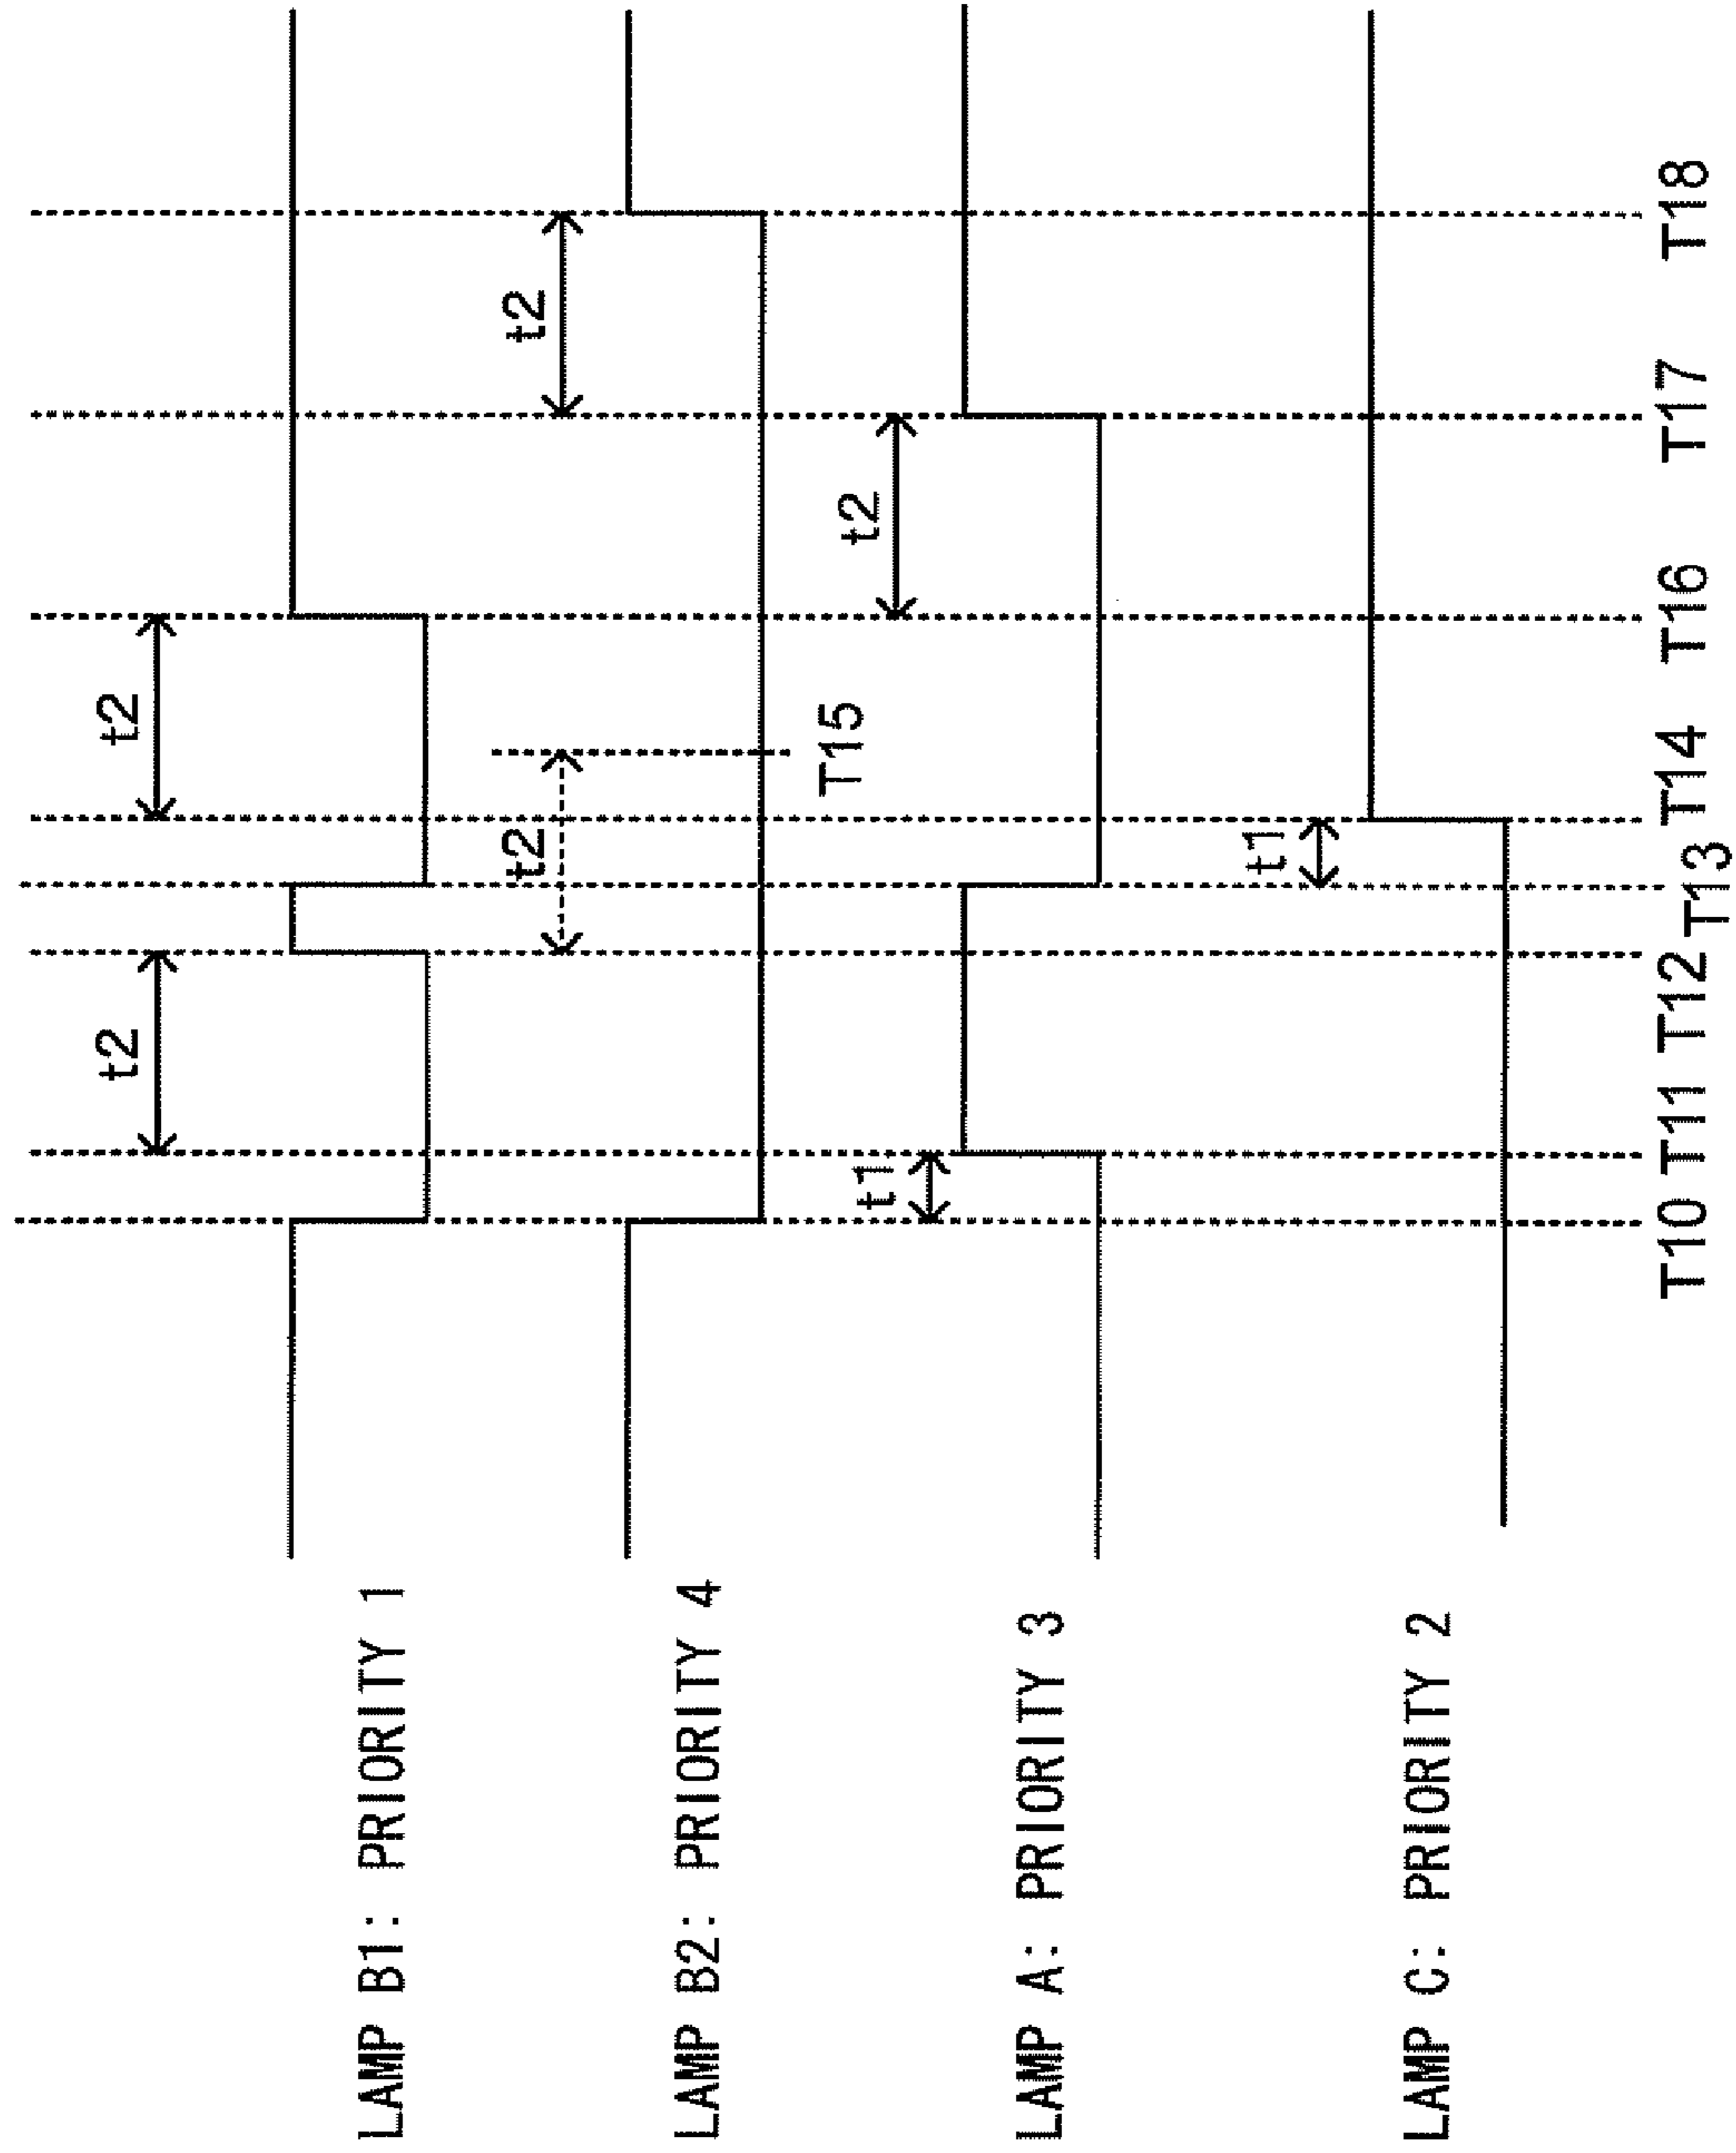 t2
t2
LAMP B1: PRIORITY 1
t2
t2
LAMP B2: PRIORITY 4
T15
t1
t2
LAMP A: PRIORITY 3
t1
LAMP C: PRIORITY 2
T10 T11 T12 T13 T14 T16 T17 T18